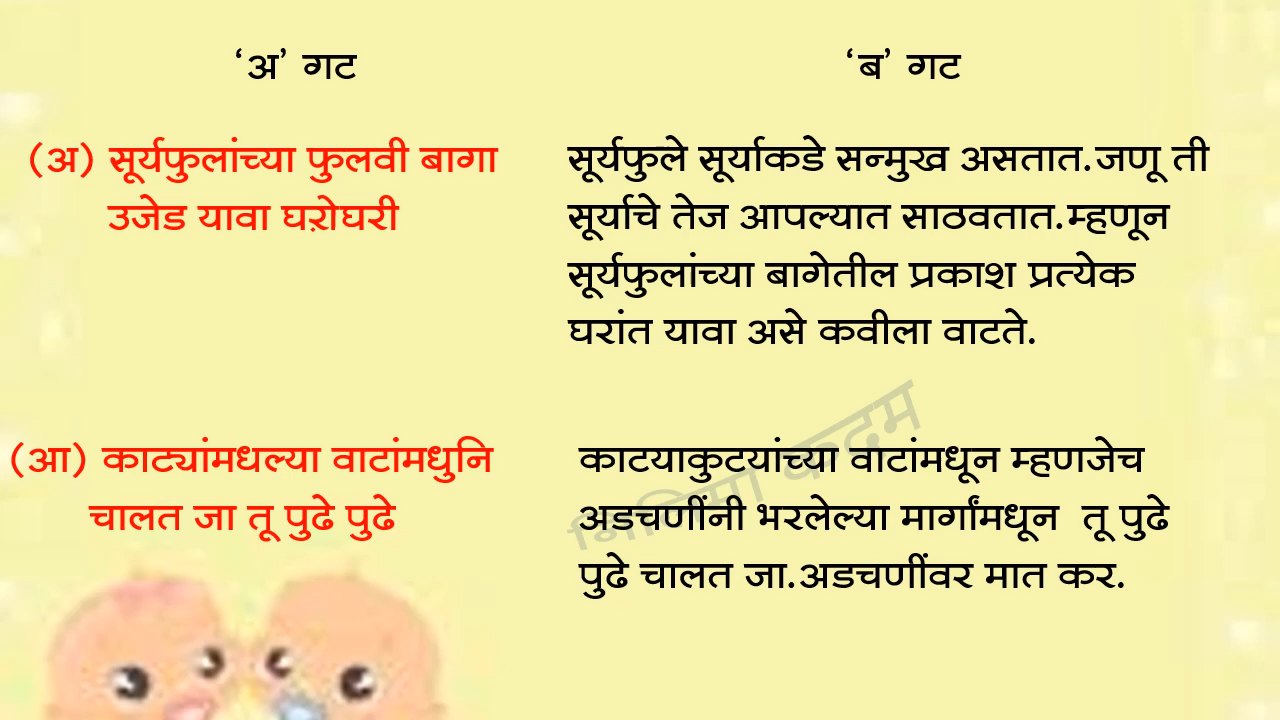 ‘अ’ गट
‘ब’ गट
(अ) सूर्यफुलांच्या फुलवी बागा
उजेड यावा घरोघरी
सूर्यफुले सूर्याकडे सन्मुख असतात.जणू ती
सूर्याचे तेज आपल्यात साठवतात.म्हणून
सूर्यफुलांच्या बागेतील प्रकाश प्रत्येक
घरांत यावा असे कवीला वाटते.
(आ) काट्यांमधल्या वाटांमधुनि
चालत जा तू पुढे पुढे
काटयाकुटयांच्या वाटांमधून म्हणजेच
अडचणींनी भरलेल्या मार्गांमधून तू पुढे
पुढे चालत जा.अडचणींवर मात कर.
कदम